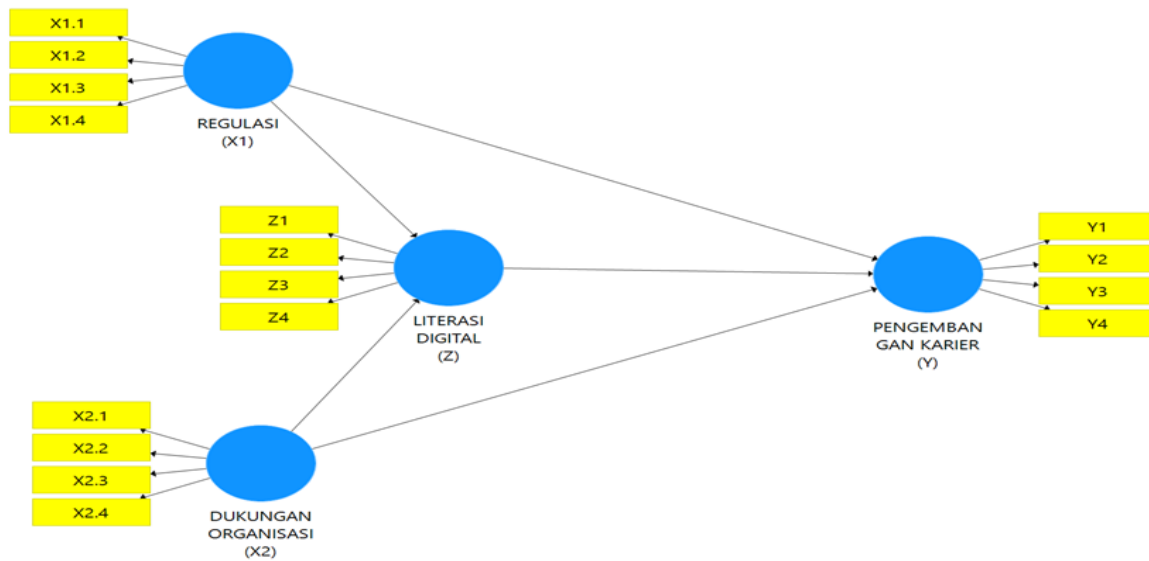 X1.1
X1.2
X1.3
X1.4
REGULASI
(X1)
Z1
Z2
Z3
Z4
LITERASI
DIGITAL
(Z)
Y1
Y2
Y3
Y4
PENGEMBAN
GAN KARIER
(Y)
X2.1
X2.2
X2.3
X2.4
DUKUNGAN
ORGANISASI
(X2)